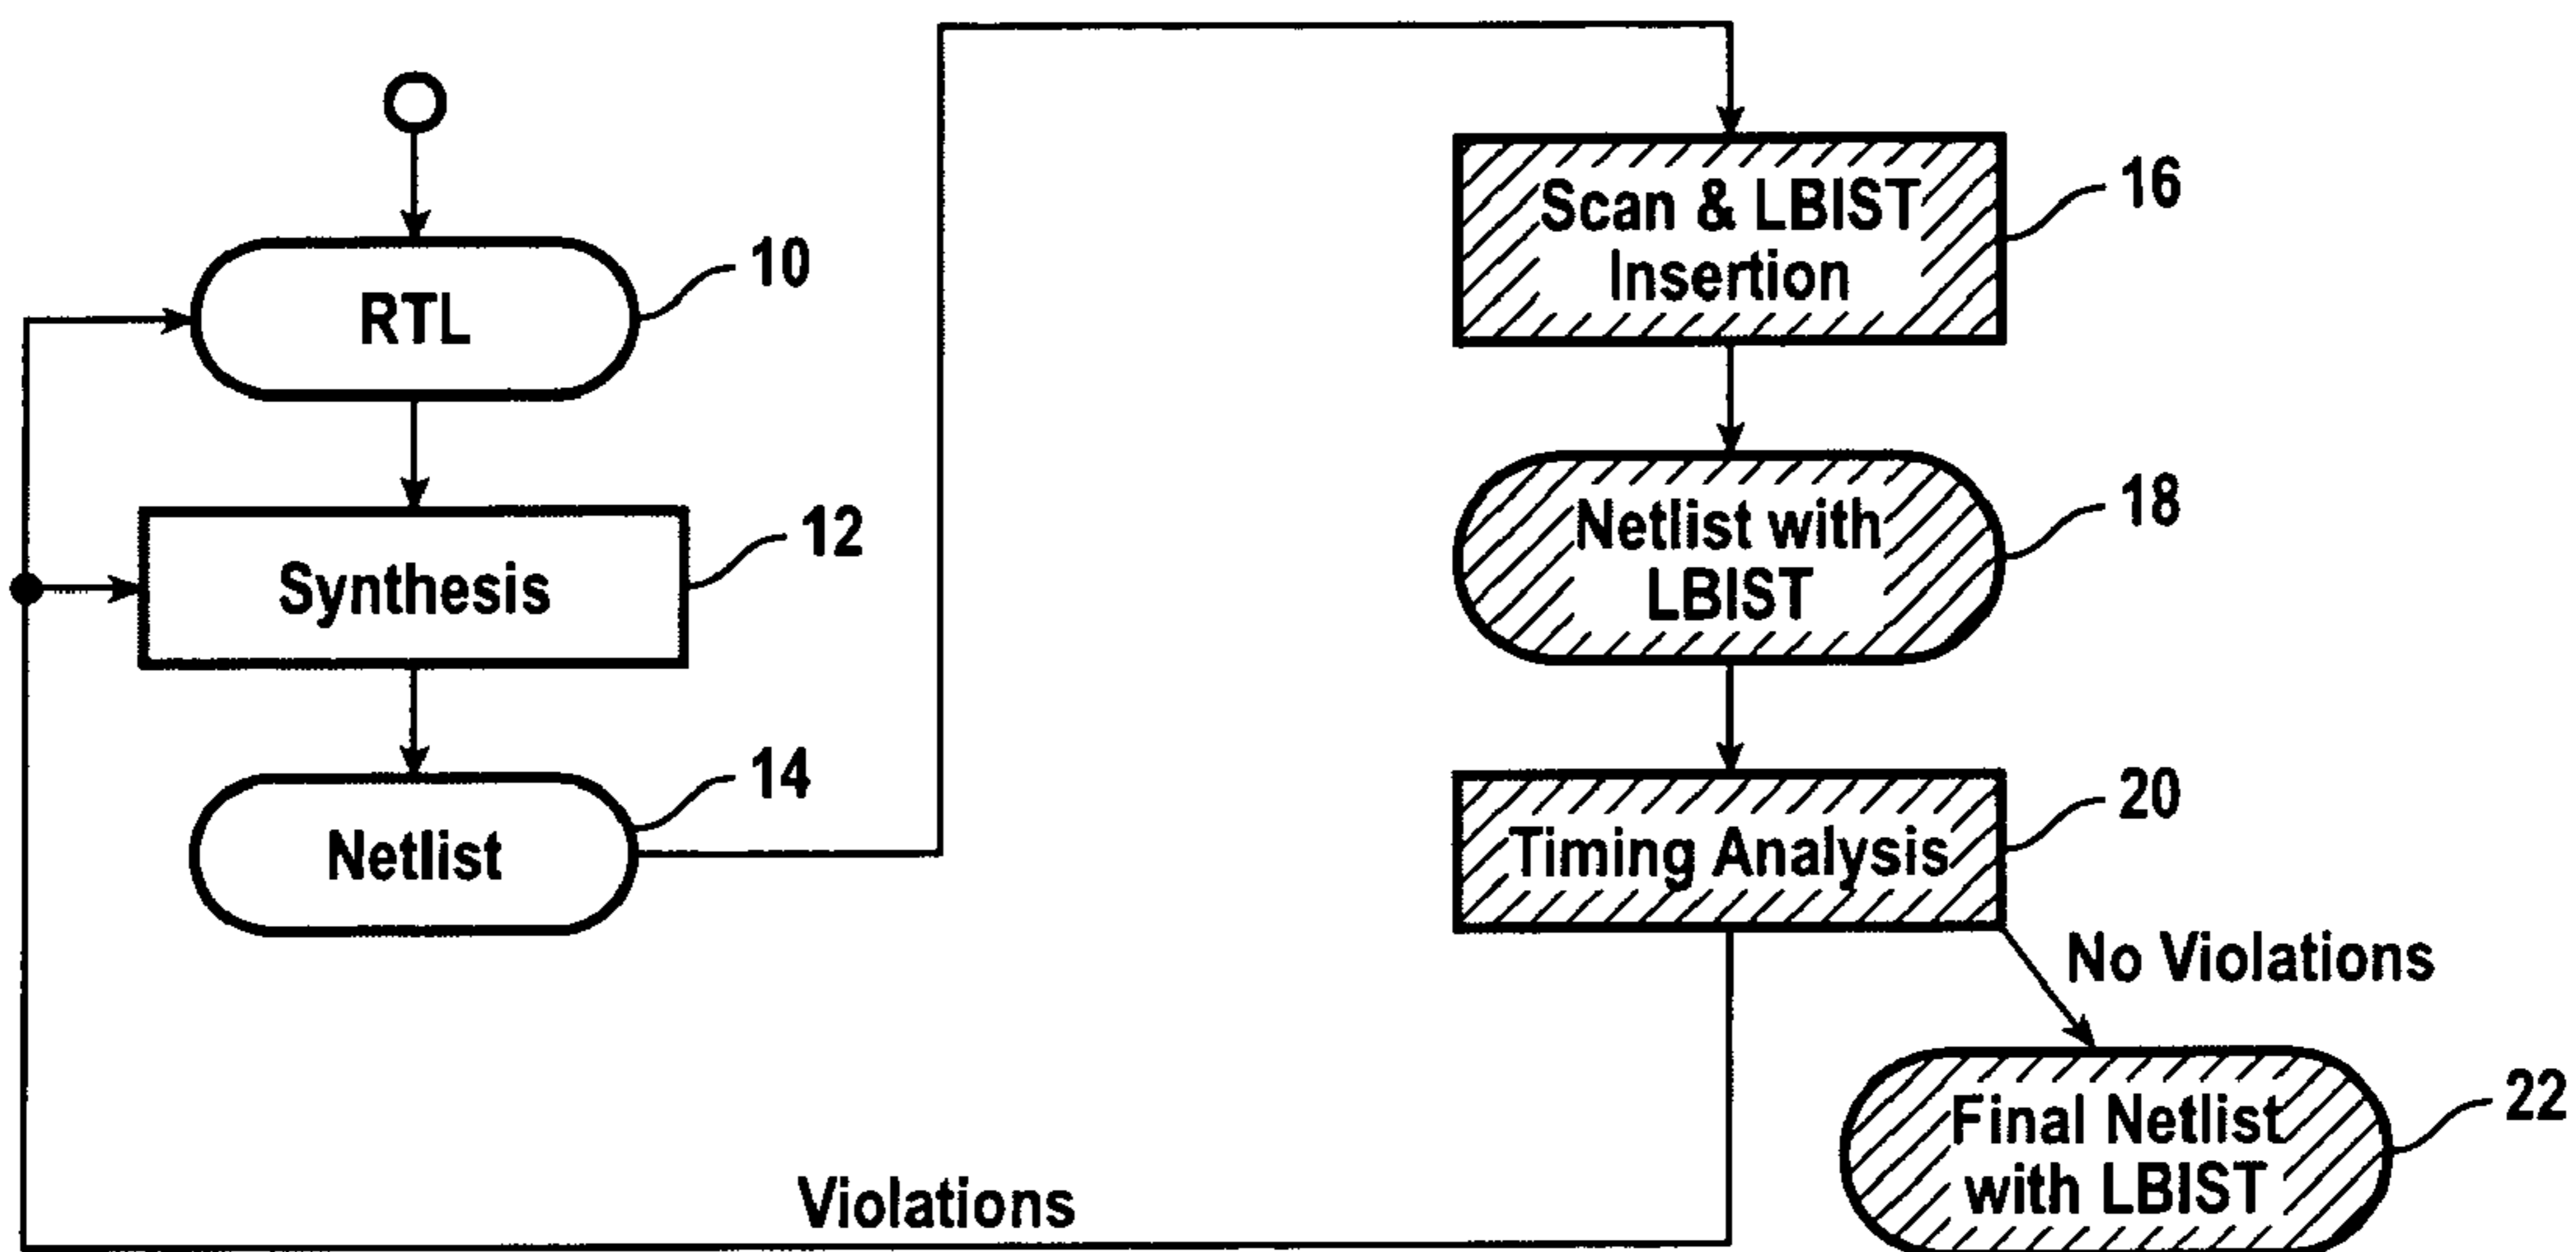 RTL
10
Synthesis
12
Netlist
14
Scan & LBIST
Insertion
16
Netlist with
LBIST
18
Timing Analysis
20
No Violations
Final Netlist
with LBIST
22
Violations